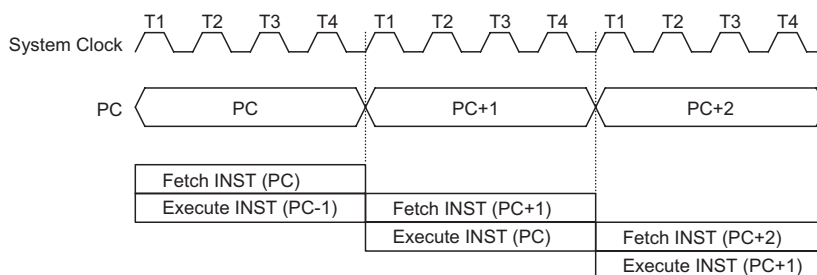 T1 T2 T3 T4 T1 T2 T3 T4 T1 T2 T3 T4
System Clock
PC PC PC+1 PC+2
Fetch INST (PC)
Execute INST (PC-1) Fetch INST (PC+1)
Execute INST (PC) Fetch INST (PC+2)
Execute INST (PC+1)